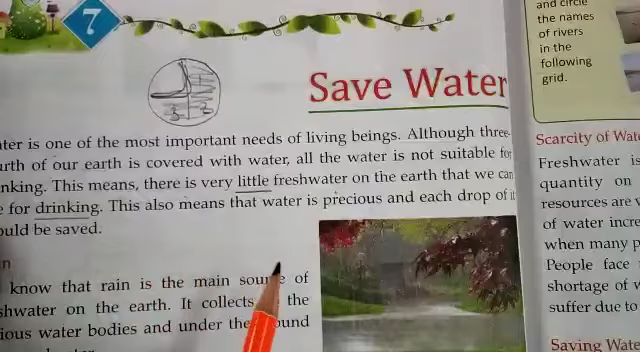 7
Save Water
ter is one of the most important needs of living beings. Although three-
urth of our earth is covered with water, all the water is not suitable for
nking. This means, there is very little freshwater on the earth that we can
e for drinking. This also means that water is precious and each drop of it
ould be saved.
n
know that rain is the main source of
shwater on the earth. It collects the
ious water bodies and under the ound
and circle
the names
of rivers
in the
following
grid.
Scarcity of Wate
Freshwater is
quantity on
resources are v
of water incre
when many p
People face
shortage of w
suffer due to
Saving Wate